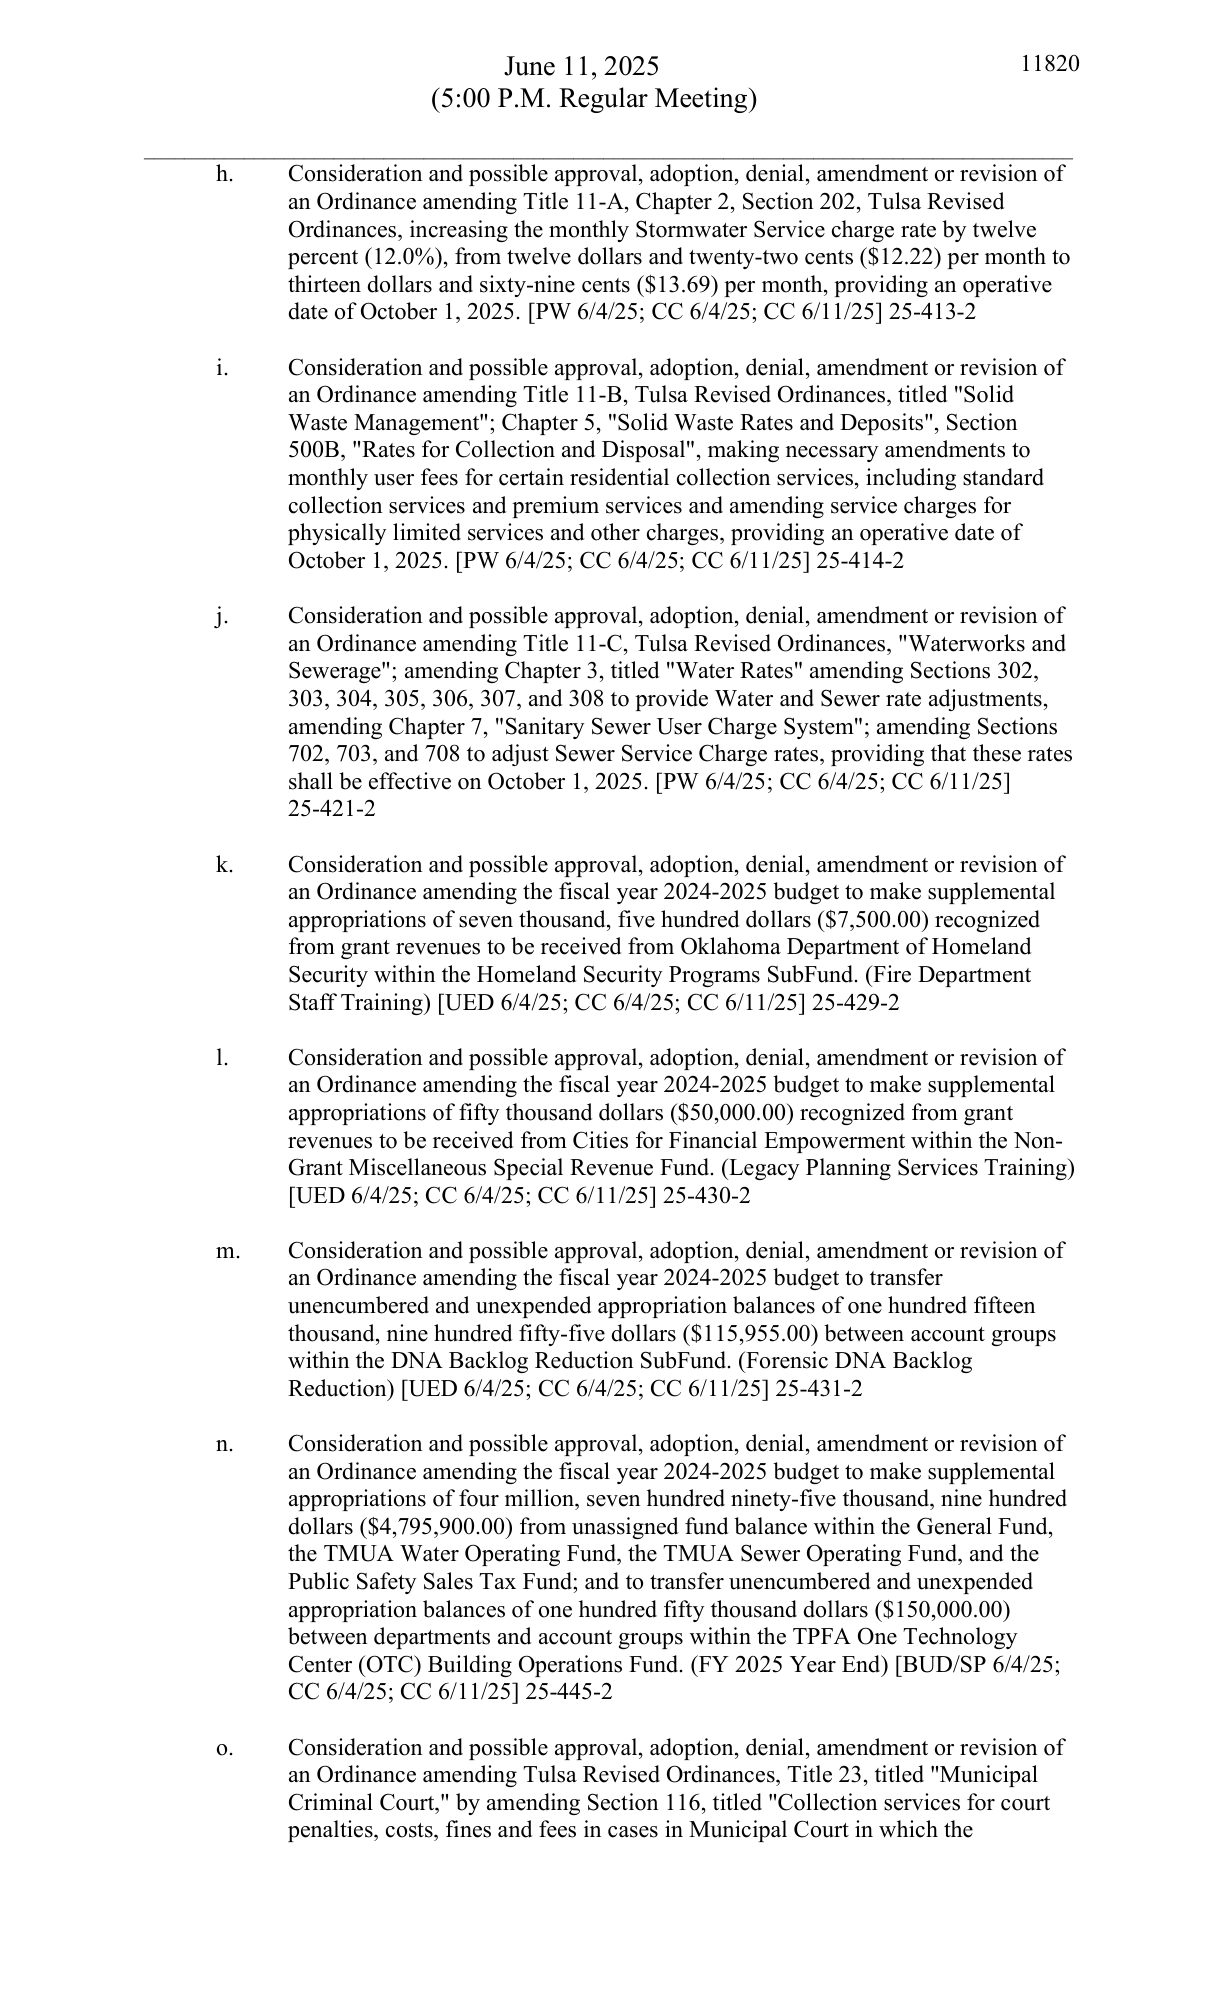 June 11, 2025
11820
(5:00 P.M. Regular Meeting)
h. Consideration and possible approval, adoption, denial, amendment or revision of
an Ordinance amending Title 11-A, Chapter 2, Section 202, Tulsa Revised
Ordinances, increasing the monthly Stormwater Service charge rate by twelve
percent (12.0%), from twelve dollars and twenty-two cents ($12.22) per month to
thirteen dollars and sixty-nine cents ($13.69) per month, providing an operative
date of October 1, 2025. [PW 6/4/25; CC 6/4/25; CC 6/11/25] 25-413-2
i. Consideration and possible approval, adoption, denial, amendment or revision of
an Ordinance amending Title 11-B, Tulsa Revised Ordinances, titled "Solid
Waste Management"; Chapter 5, "Solid Waste Rates and Deposits", Section
500B, "Rates for Collection and Disposal", making necessary amendments to
monthly user fees for certain residential collection services, including standard
collection services and premium services and amending service charges for
physically limited services and other charges, providing an operative date of
October 1, 2025. [PW 6/4/25; CC 6/4/25; CC 6/11/25] 25-414-2
j. Consideration and possible approval, adoption, denial, amendment or revision of
an Ordinance amending Title 11-C, Tulsa Revised Ordinances, "Waterworks and
Sewerage"; amending Chapter 3, titled "Water Rates" amending Sections 302,
303, 304, 305, 306, 307, and 308 to provide Water and Sewer rate adjustments,
amending Chapter 7, "Sanitary Sewer User Charge System"; amending Sections
702, 703, and 708 to adjust Sewer Service Charge rates, providing that these rates
shall be effective on October 1, 2025. [PW 6/4/25; CC 6/4/25; CC 6/11/25]
25-421-2
k. Consideration and possible approval, adoption, denial, amendment or revision of
an Ordinance amending the fiscal year 2024-2025 budget to make supplemental
appropriations of seven thousand, five hundred dollars ($7,500.00) recognized
from grant revenues to be received from Oklahoma Department of Homeland
Security within the Homeland Security Programs SubFund. (Fire Department
Staff Training) [UED 6/4/25; CC 6/4/25; CC 6/11/25] 25-429-2
l. Consideration and possible approval, adoption, denial, amendment or revision of
an Ordinance amending the fiscal year 2024-2025 budget to make supplemental
appropriations of fifty thousand dollars ($50,000.00) recognized from grant
revenues to be received from Cities for Financial Empowerment within the Non-
Grant Miscellaneous Special Revenue Fund. (Legacy Planning Services Training)
[UED 6/4/25; CC 6/4/25; CC 6/11/25] 25-430-2
m. Consideration and possible approval, adoption, denial, amendment or revision of
an Ordinance amending the fiscal year 2024-2025 budget to transfer
unencumbered and unexpended appropriation balances of one hundred fifteen
thousand, nine hundred fifty-five dollars ($115,955.00) between account groups
within the DNA Backlog Reduction SubFund. (Forensic DNA Backlog
Reduction) [UED 6/4/25; CC 6/4/25; CC 6/11/25] 25-431-2
n. Consideration and possible approval, adoption, denial, amendment or revision of
an Ordinance amending the fiscal year 2024-2025 budget to make supplemental
appropriations of four million, seven hundred ninety-five thousand, nine hundred
dollars ($4,795,900.00) from unassigned fund balance within the General Fund,
the TMUA Water Operating Fund, the TMUA Sewer Operating Fund, and the
Public Safety Sales Tax Fund; and to transfer unencumbered and unexpended
appropriation balances of one hundred fifty thousand dollars ($150,000.00)
between departments and account groups within the TPFA One Technology
Center (OTC) Building Operations Fund. (FY 2025 Year End) [BUD/SP 6/4/25;
CC 6/4/25; CC 6/11/25] 25-445-2
o. Consideration and possible approval, adoption, denial, amendment or revision of
an Ordinance amending Tulsa Revised Ordinances, Title 23, titled "Municipal
Criminal Court," by amending Section 116, titled "Collection services for court
penalties, costs, fines and fees in cases in Municipal Court in which the